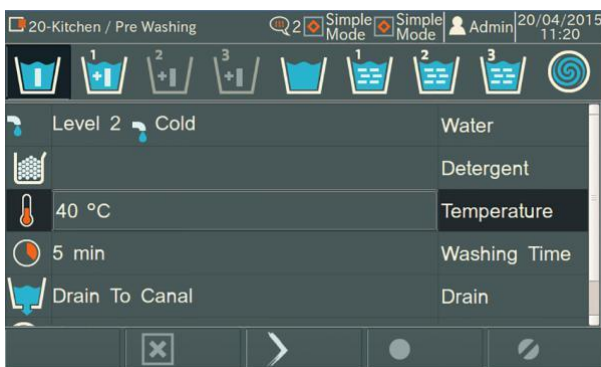 20-Kitchen / Pre Washing 2 Simple Mode Simple Mode Admin 20/04/2015 11:20
1 2 3 1 2 3
Level 2 Cold Water
Detergent
40 °C Temperature
5 min Washing Time
Drain To Canal Drain